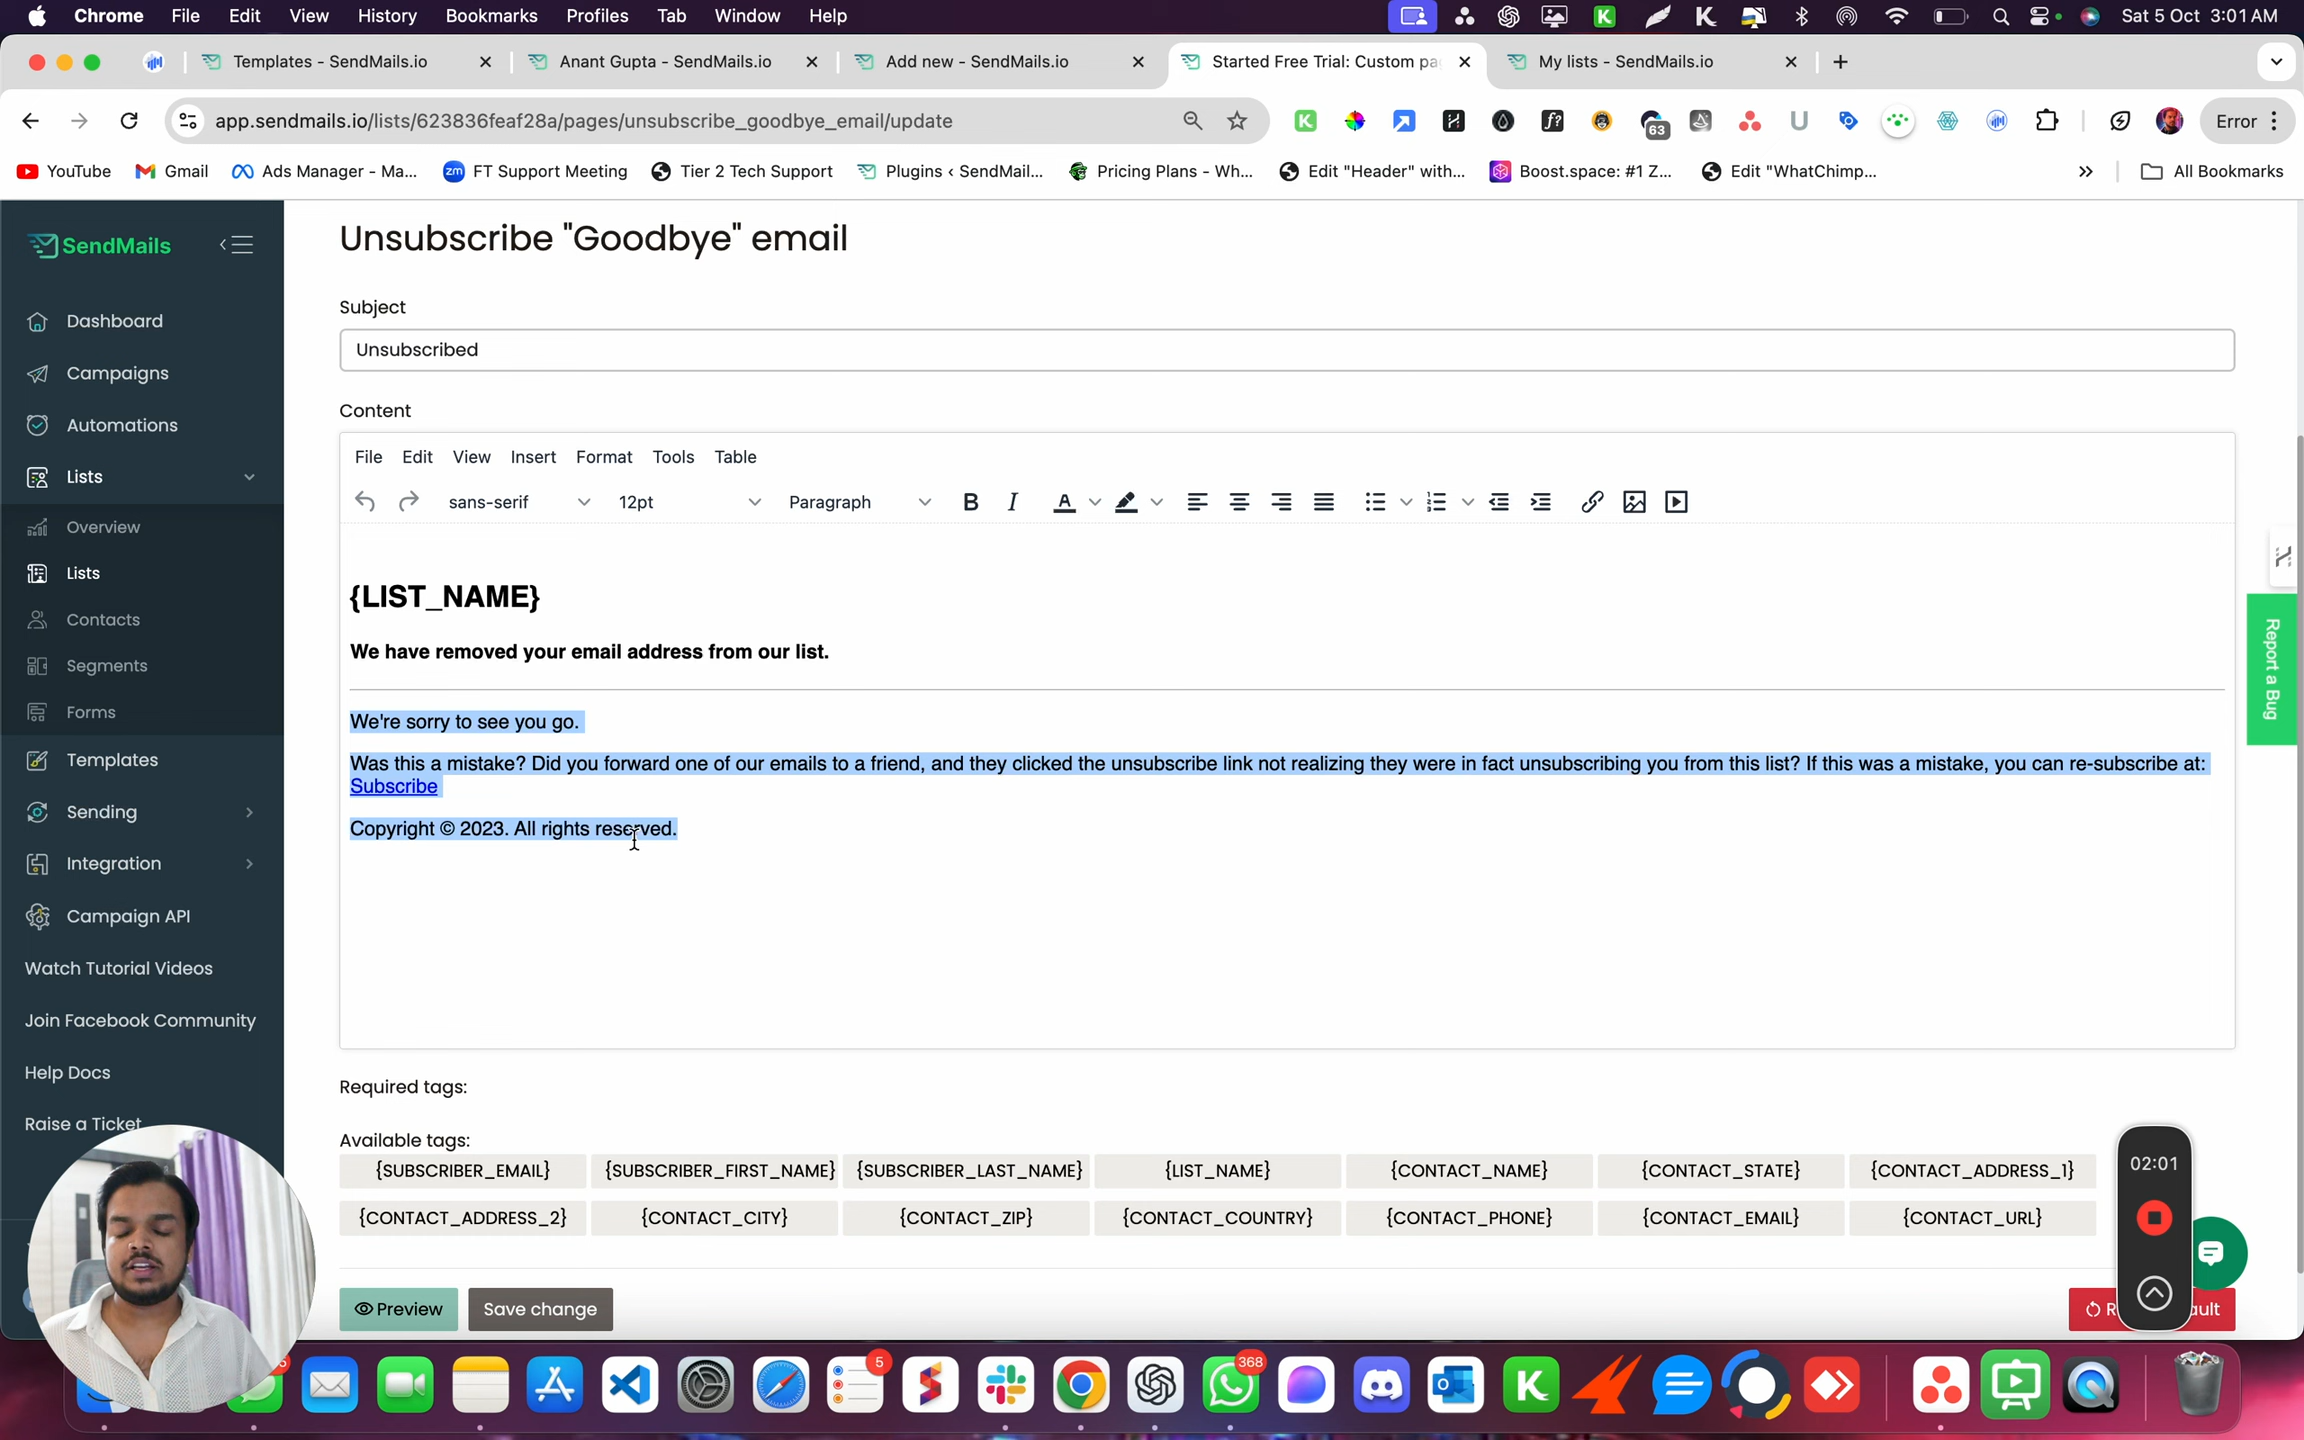 Chrome File Edit View History Bookmarks Profiles Tab Window Help Sat 5 Oct 3:01 AM
Templates - SendMails.io Anant Gupta - SendMails.io Add new - SendMails.io Started Free Trial: Custom pa My lists - SendMails.io
app.sendmails.io/lists/623836feaf28a/pages/unsubscribe_goodbye_email/update 63 Error
YouTube Gmail Ads Manager - Ma... FT Support Meeting Tier 2 Tech Support Plugins < SendMail... Pricing Plans - Wh... Edit "Header" with... Boost.space: #1 Z... Edit "WhatChimp... » All Bookmarks
SendMails
Dashboard
Campaigns
Automations
Lists
Overview
Lists
Contacts
Segments
Forms
Templates
Sending
Integration
Campaign API
Watch Tutorial Videos
Join Facebook Community
Help Docs
Raise a Ticket
Unsubscribe "Goodbye" email
Subject
Unsubscribed
Content
File Edit View Insert Format Tools Table
sans-serif 12pt Paragraph B I A
{LIST_NAME}
We have removed your email address from our list.
We're sorry to see you go.
Was this a mistake? Did you forward one of our emails to a friend, and they clicked the unsubscribe link not realizing they were in fact unsubscribing you from this list? If this was a mistake, you can re-subscribe at:
Subscribe
Copyright © 2023. All rights reserved.
Report a Bug
Required tags:
Available tags:
{SUBSCRIBER_EMAIL} {SUBSCRIBER_FIRST_NAME} {SUBSCRIBER_LAST_NAME} {LIST_NAME} {CONTACT_NAME} {CONTACT_STATE} {CONTACT_ADDRESS_1}
{CONTACT_ADDRESS_2} {CONTACT_CITY} {CONTACT_ZIP} {CONTACT_COUNTRY} {CONTACT_PHONE} {CONTACT_EMAIL} {CONTACT_URL}
02:01
Preview Save change
5 368